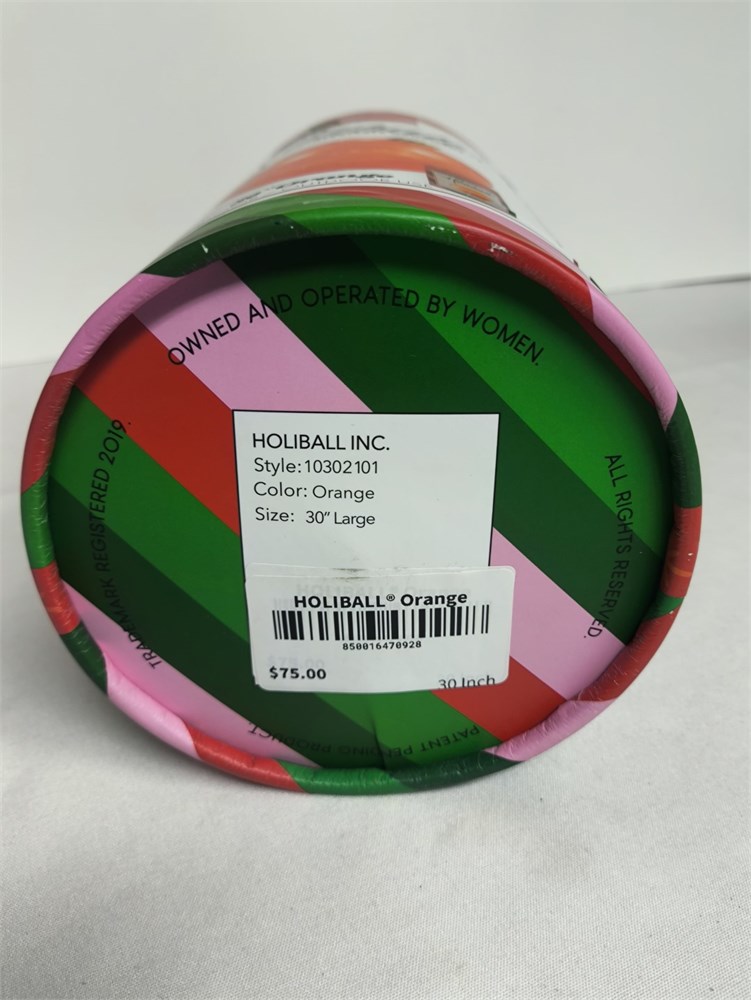 Orange
OWNED AND OPERATED BY WOMEN.
ALL RIGHTS RESERVED.
PATENT PENDING PRODUCT.
TRADEMARK REGISTERED 2019.
HOLIBALL INC.
Style: 10302101
Color: Orange
Size: 30" Large
HOLIBALL® Orange
850016470928
$75.00
30 Inch